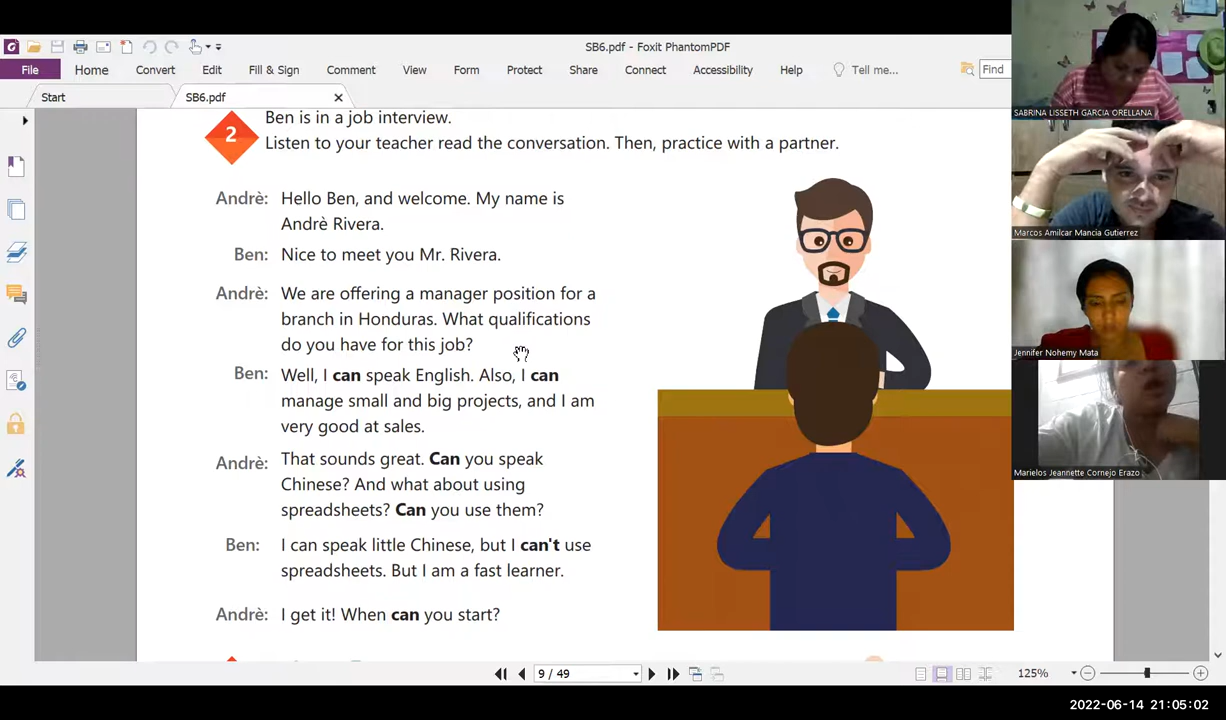 SB6.pdf - Foxit PhantomPDF
File Home Convert Edit Fill & Sign Comment View Form Protect Share Connect Accessibility Help Tell me... Find
Start SB6.pdf
2
Ben is in a job interview.
Listen to your teacher read the conversation. Then, practice with a partner.
Andrè: Hello Ben, and welcome. My name is
Andrè Rivera.
Ben: Nice to meet you Mr. Rivera.
Andrè: We are offering a manager position for a
branch in Honduras. What qualifications
do you have for this job?
Ben: Well, I can speak English. Also, I can
manage small and big projects, and I am
very good at sales.
Andrè: That sounds great. Can you speak
Chinese? And what about using
spreadsheets? Can you use them?
Ben: I can speak little Chinese, but I can't use
spreadsheets. But I am a fast learner.
Andrè: I get it! When can you start?
9 / 49
125%
SABRINA LISSETH GARCIA ORELLANA
Marcos Amilcar Mancia Gutierrez
Jennifer Nohemy Mata
Marielos Jeannette Cornejo Erazo
2022-06-14 21:05:02